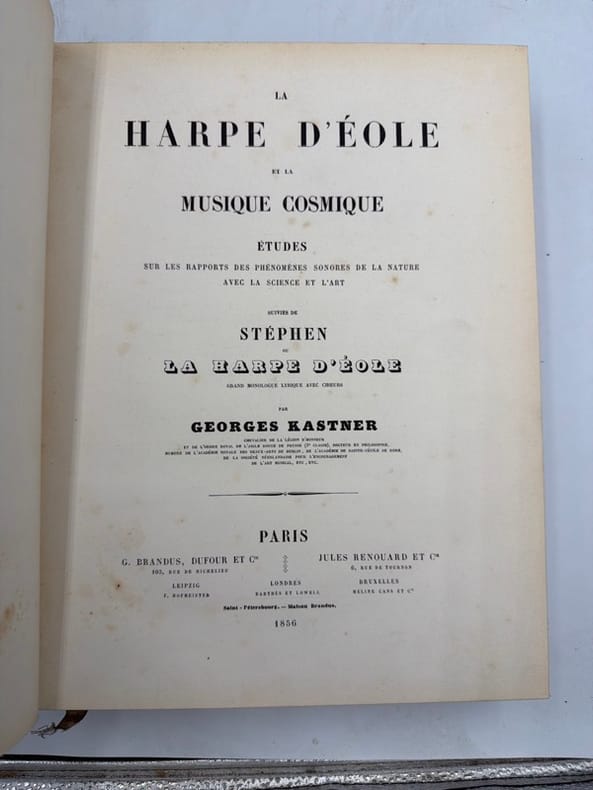 LA
HARPE D'ÉOLE
ET LA
MUSIQUE COSMIQUE
ÉTUDES
SUR LES RAPPORTS DES PHÉNOMÈNES SONORES DE LA NATURE
AVEC LA SCIENCE ET L'ART
SUIVIES DE
STÉPHEN
OU
LA HARPE D'ÉOLE
GRAND MONOLOGUE LYRIQUE AVEC CHŒURS
PAR
GEORGES KASTNER
CHEVALIER DE LA LÉGION D'HONNEUR
ET DE L'ORDRE ROYAL DE L'AIGLE ROUGE DE PRUSSE (3e CLASSE), DOCTEUR EN PHILOSOPHIE,
MEMBRE DE L'ACADÉMIE ROYALE DES BEAUX-ARTS DE BERLIN, DE L'ACADÉMIE DE SAINTE-CÉCILE DE ROME,
DE LA SOCIÉTÉ NÉERLANDAISE POUR L'ENCOURAGEMENT
DE L'ART MUSICAL, ETC., ETC.
PARIS
G. BRANDUS, DUFOUR ET Cie
103, RUE DE RICHELIEU
JULES RENOUARD ET Cie
6, RUE DE TOURNON
LEIPZIG
F. HOFMEISTER
LONDRES
BARTHÈS ET LOWELL
BRUXELLES
MELINE CANS ET Cie
Saint-Pétersbourg. — Maison Brandus.
1856